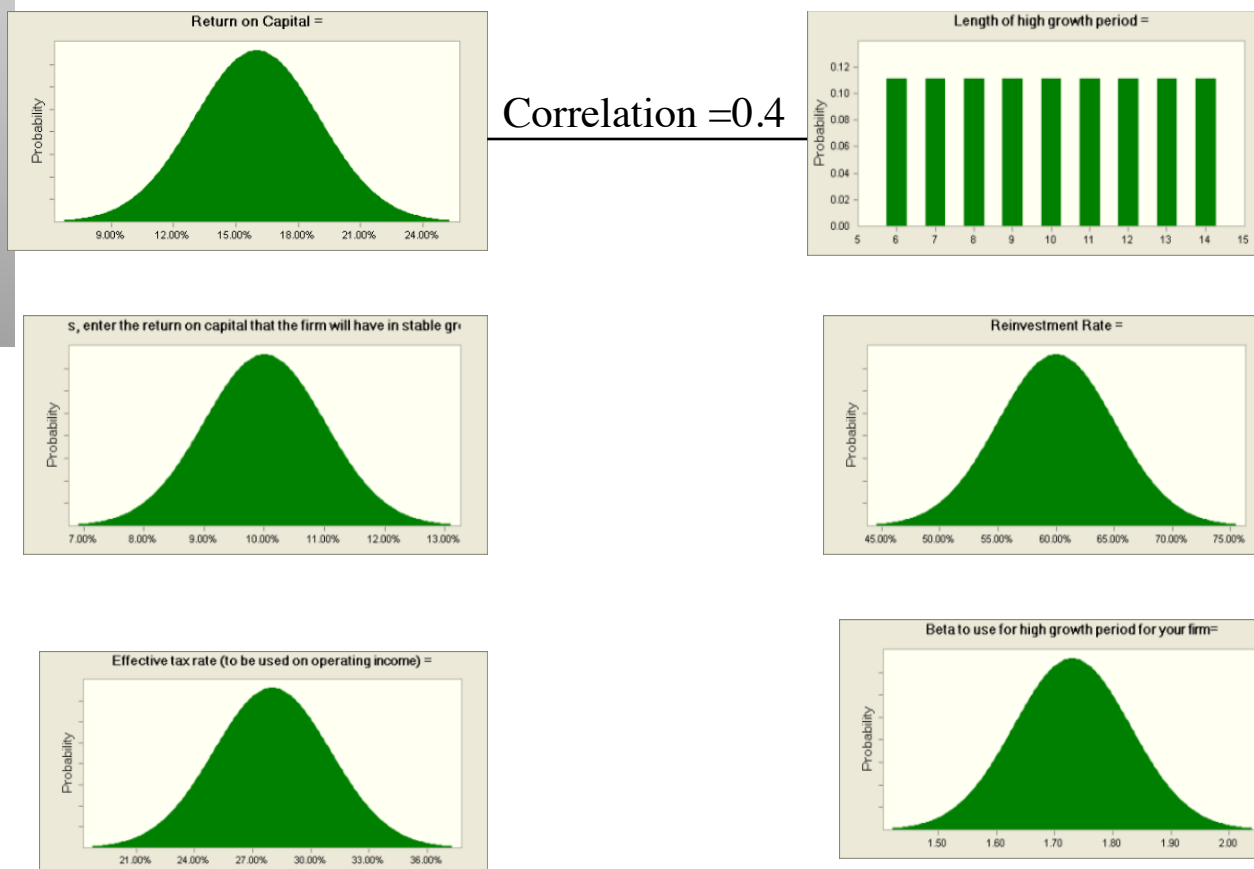 Return on Capital =
Probability
9.00% 12.00% 15.00% 18.00% 21.00% 24.00%
Correlation =0.4
Length of high growth period =
Probability
0.12
0.10
0.08
0.06
0.04
0.02
0.00
5 6 7 8 9 10 11 12 13 14 15
s, enter the return on capital that the firm will have in stable gr
Probability
7.00% 8.00% 9.00% 10.00% 11.00% 12.00% 13.00%
Reinvestment Rate =
Probability
45.00% 50.00% 55.00% 60.00% 65.00% 70.00% 75.00%
Effective tax rate (to be used on operating income) =
Probability
21.00% 24.00% 27.00% 30.00% 33.00% 36.00%
Beta to use for high growth period for your firm=
Probability
1.50 1.60 1.70 1.80 1.90 2.00